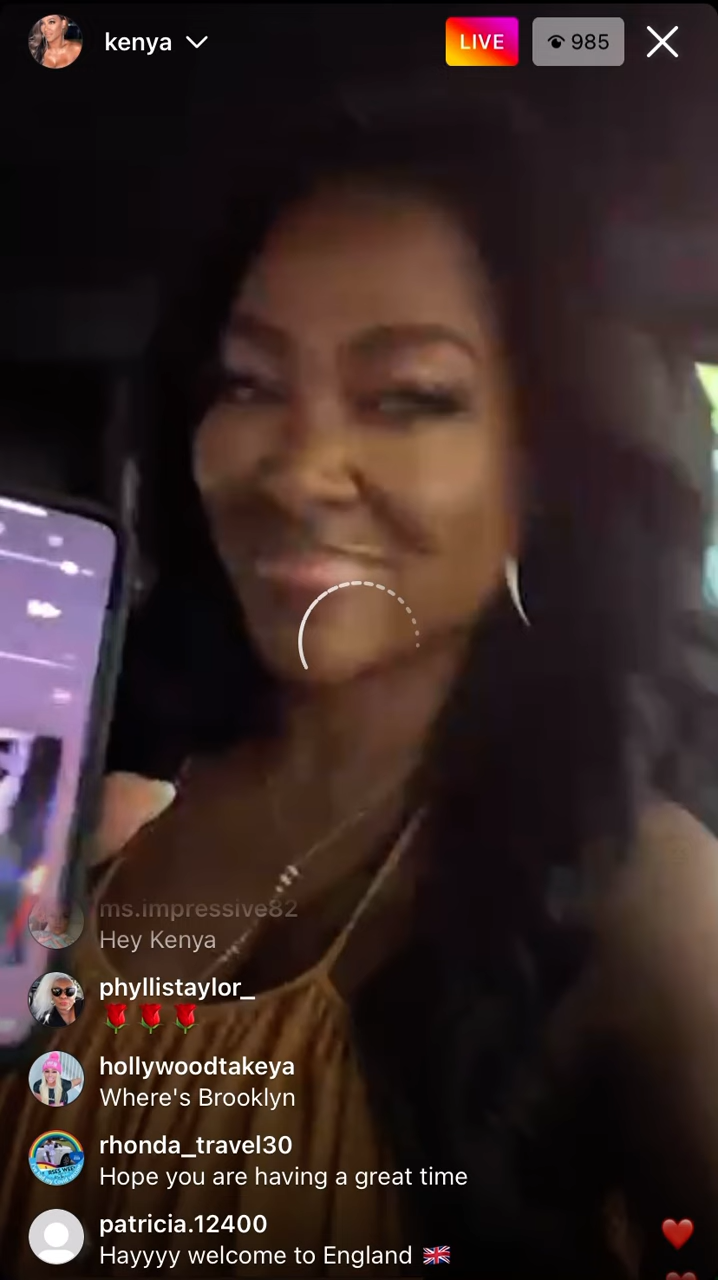 kenya
LIVE
985
ms.impressive82
Hey Kenya
phyllistaylor_
🌹🌹🌹
hollywoodtakeya
Where's Brooklyn
rhonda_travel30
Hope you are having a great time
patricia.12400
Hayyyy welcome to England 🇬🇧